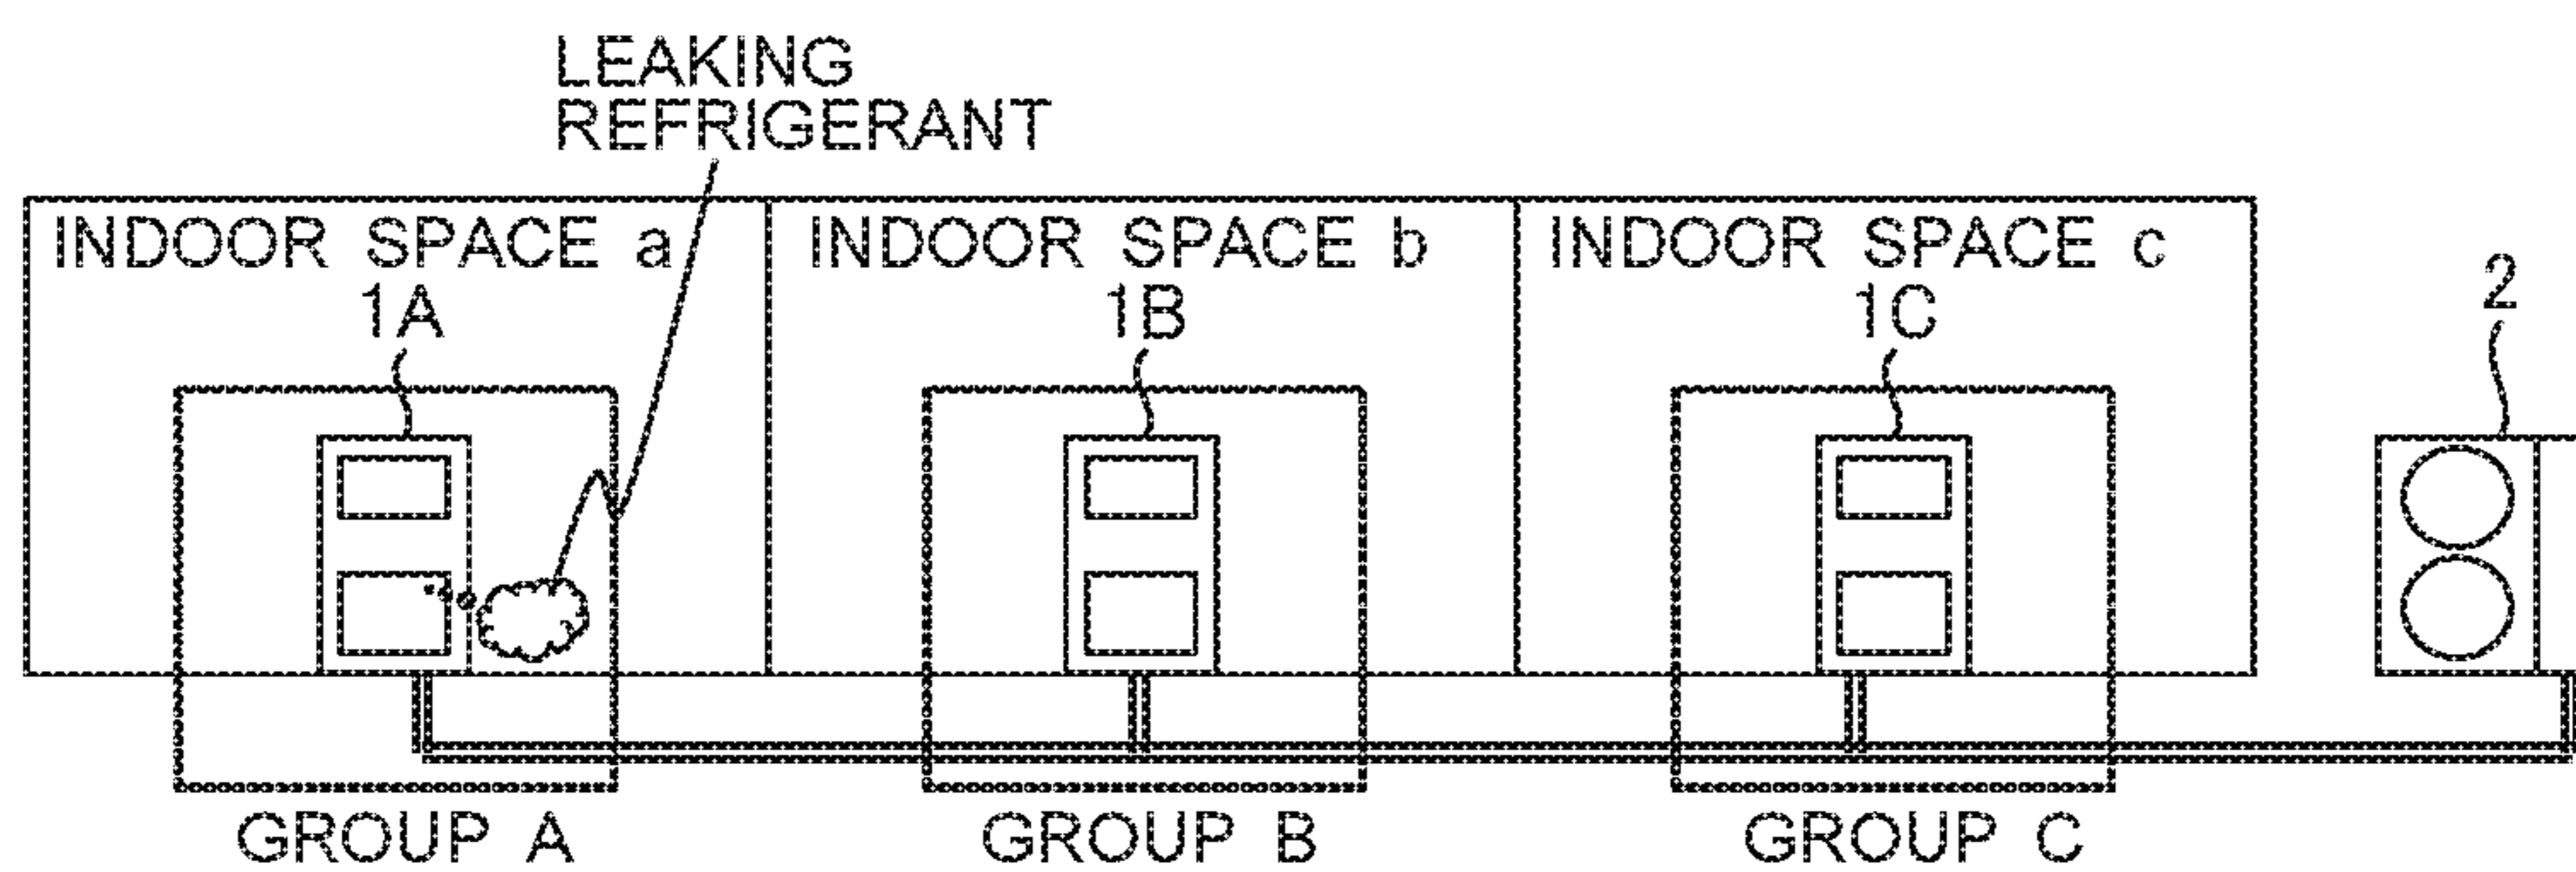 LEAKING
REFRIGERANT
INDOOR SPACE a
INDOOR SPACE b
INDOOR SPACE c
1A
1B
1C
2
GROUP A
GROUP B
GROUP C